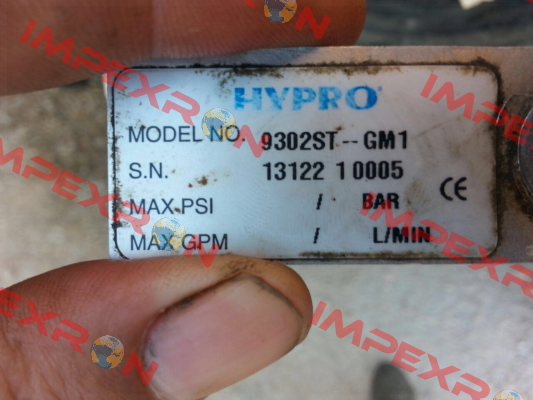 HYPRO
MODEL NO. 9302ST--GM1
S.N. 13122 10005
MAX PSI / BAR
MAX GPM / L/MIN
CE
IMPEXRON
IMPEXRON
IMPEXRON
IMPEXRON